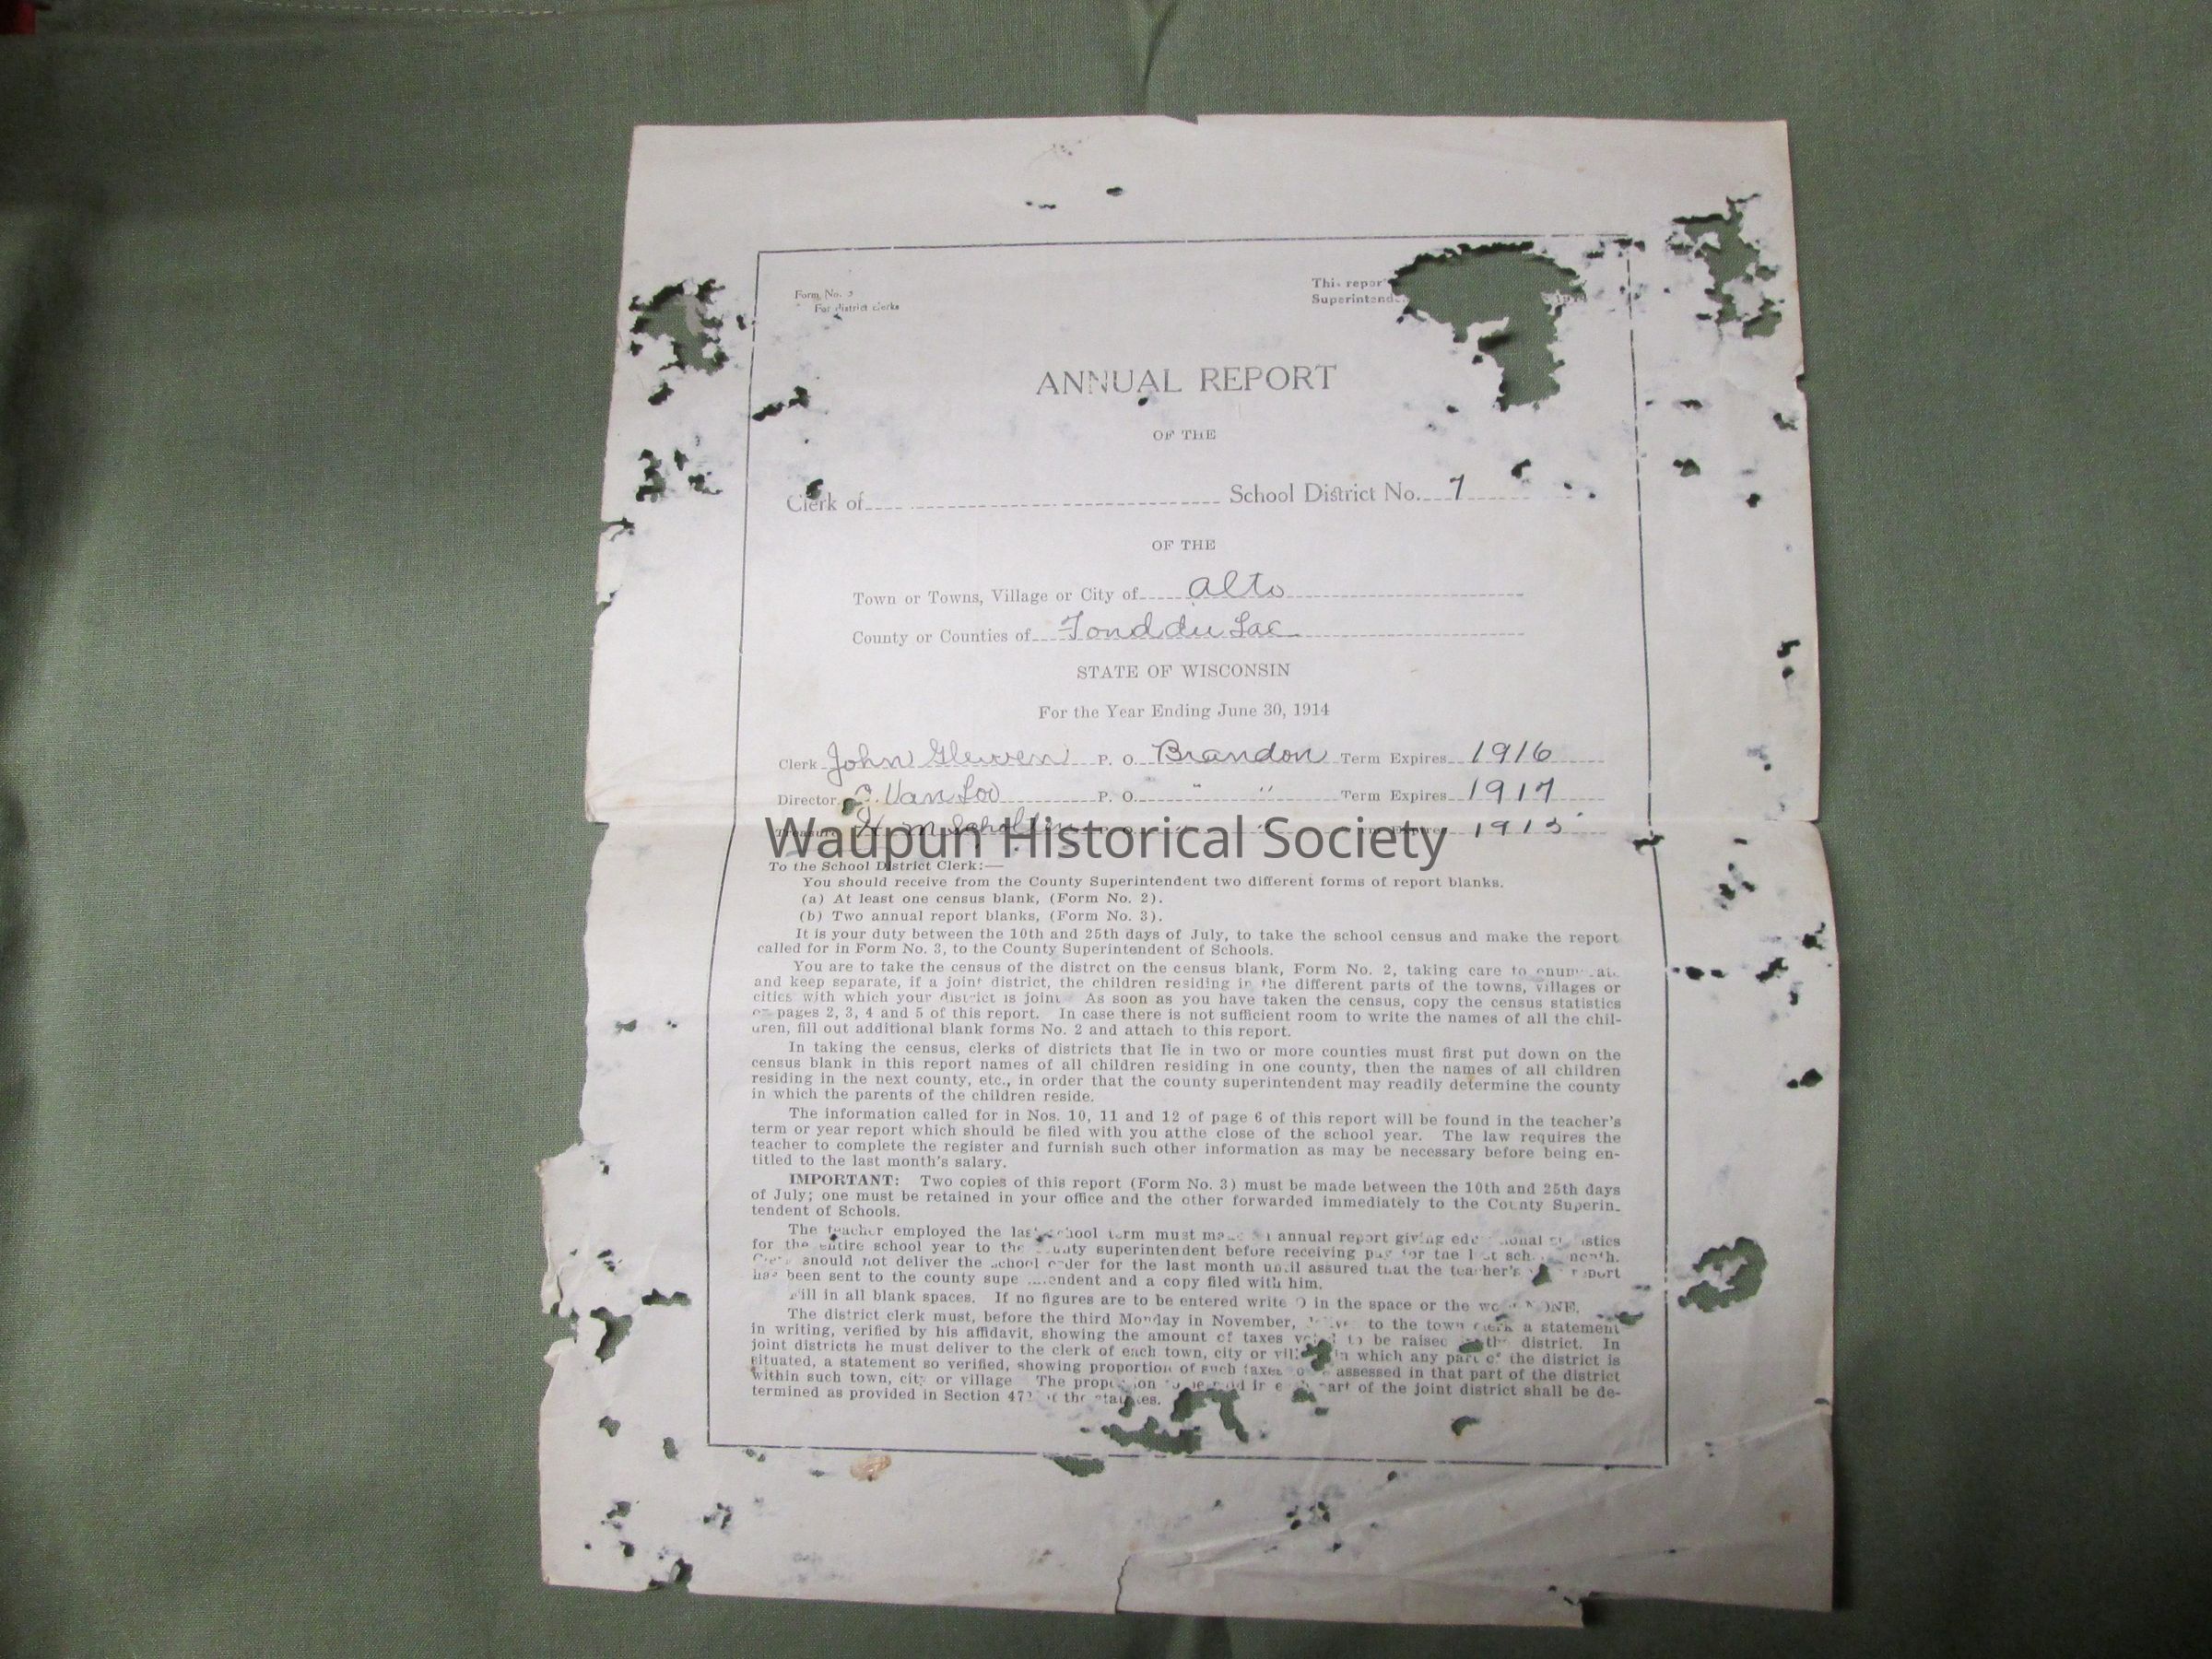 Form No. 3
For district clerks
This
Superintend
ANNUAL REPORT
OF THE
Clerk of School District No. 7
OF THE
Town or Towns, Village or City of Alto
County or Counties of Fond du Lac
STATE OF WISCONSIN
For the Year Ending June 30, 1914
Clerk John Glewen P. O. Brandon Term Expires 1916
Director Van Loo P. O. " " Term Expires 1917
H. M. 1915
Waupun Historical Society
To the School District Clerk:—
You should receive from the County Superintendent two different forms of report blanks.
(a) At least one census blank, (Form No. 2).
(b) Two annual report blanks, (Form No. 3).
It is your duty between the 10th and 25th days of July, to take the school census and make the report
called for in Form No. 3, to the County Superintendent of Schools.
You are to take the census of the distrct on the census blank, Form No. 2, taking care to
and keep separate, if a joint district, the children residing in the different parts of the towns, villages or
cities with which your district is joint. As soon as you have taken the census, copy the census statistics
on pages 2, 3, 4 and 5 of this report. In case there is not sufficient room to write the names of all the chil-
dren, fill out additional blank forms No. 2 and attach to this report.
In taking the census, clerks of districts that lie in two or more counties must first put down on the
census blank in this report names of all children residing in one county, then the names of all children
residing in the next county, etc., in order that the county superintendent may readily determine the county
in which the parents of the children reside.
The information called for in Nos. 10, 11 and 12 of page 6 of this report will be found in the teacher's
term or year report which should be filed with you atthe close of the school year. The law requires the
teacher to complete the register and furnish such other information as may be necessary before being en-
titled to the last month's salary.
IMPORTANT: Two copies of this report (Form No. 3) must be made between the 10th and 25th days
of July; one must be retained in your office and the other forwarded immediately to the County Superin-
tendent of Schools.
The teacher employed the last school term must annual report giving
for the entire school year to the superintendent before receiving pay for the month.
should not deliver the school order for the last month until assured that the teacher's report
has been sent to the county and a copy filed with him.
Fill in all blank spaces. If no figures are to be entered write 0 in the space or the NONE.
The district clerk must, before the third Monday in November, to the town clerk a statement
in writing, verified by his affidavit, showing the amount of taxes to be raised district. In
joint districts he must deliver to the clerk of each town, city or in which any part of the district is
situated, a statement so verified, showing proportion of such taxes assessed in that part of the district
within such town, city or village The of the joint district shall be de-
termined as provided in Section of the